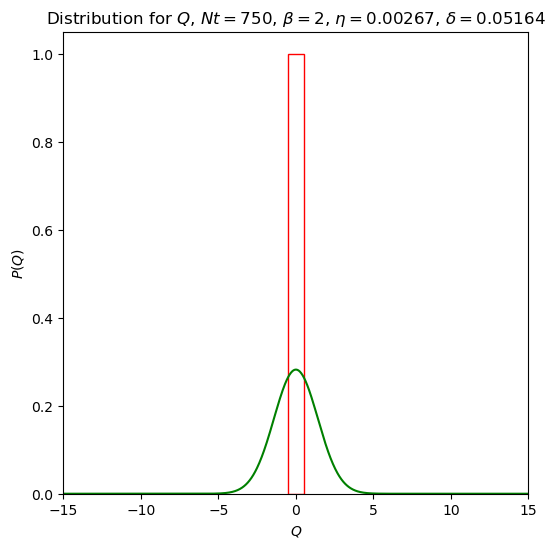 Distribution for Q, Nt = 750, β = 2, η = 0.00267, δ = 0.05164
1.0
0.8
0.6
0.4
0.2
0.0
P(Q)
−15 −10 −5 0 5 10 15
Q